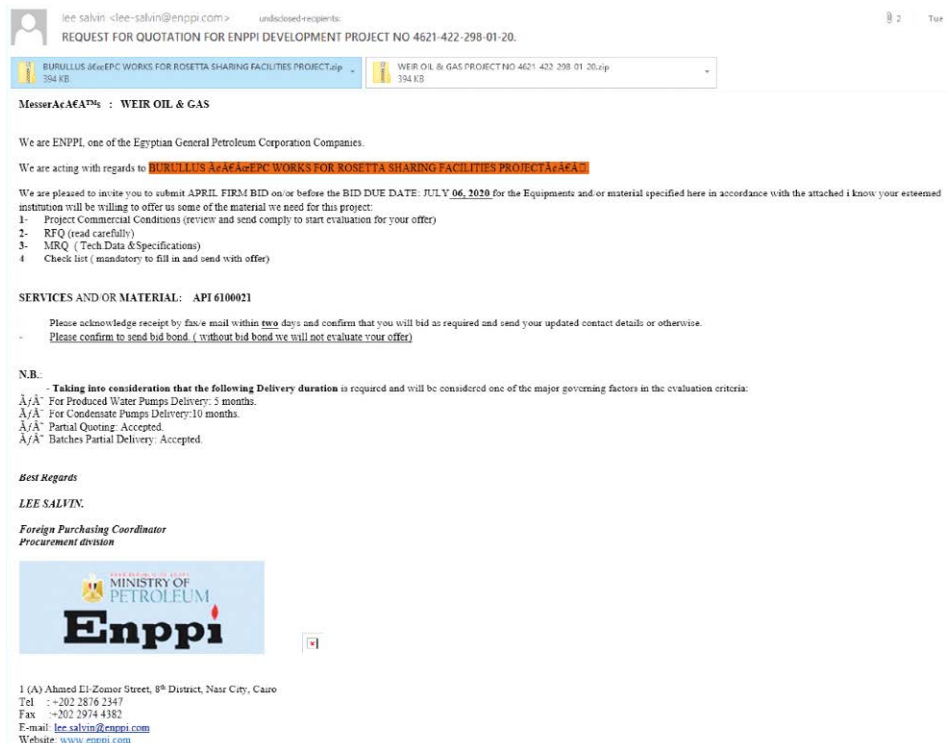 lee salvin <lee-salvin@enppi.com> undisclosed-recipients: 2 Tue
REQUEST FOR QUOTATION FOR ENPPI DEVELOPMENT PROJECT NO 4621-422-298-01-20.
BURULLUS â€œEPC WORKS FOR ROSETTA SHARING FACILITIES PROJECT.zip WEIR OIL & GAS PROJECT NO 4621-422-298-01-20.zip
394 KB 394 KB
MesserÃ¢Â€Â™s : WEIR OIL & GAS
We are ENPPI, one of the Egyptian General Petroleum Corporation Companies.
We are acting with regards to BURULLUS Ã¢Â€ÂœEPC WORKS FOR ROSETTA SHARING FACILITIES PROJECT
We are pleased to invite you to submit APRIL FIRM BID on/or before the BID DUE DATE: JULY 06, 2020 for the Equipments and/or material specified here in accordance with the attached i know your esteemed
institution will be willing to offer us some of the material we need for this project:
1- Project Commercial Conditions (review and send comply to start evaluation for your offer)
2- RFQ (read carefully)
3- MRQ ( Tech.Data &Specifications)
4 Check list ( mandatory to fill in and send with offer)
SERVICES AND/OR MATERIAL: API 6100021
Please acknowledge receipt by fax/e mail within two days and confirm that you will bid as required and send your updated contact details or otherwise.
- Please confirm to send bid bond. ( without bid bond we will not evaluate your offer)
N.B.:
- Taking into consideration that the following Delivery duration is required and will be considered one of the major governing factors in the evaluation criteria:
Ãƒ˜ For Produced Water Pumps Delivery: 5 months.
Ãƒ˜ For Condensate Pumps Delivery:10 months.
Ãƒ˜ Partial Quoting: Accepted.
Ãƒ˜ Batches Partial Delivery: Accepted.
Best Regards
LEE SALVIN.
Foreign Purchasing Coordinator
Procurement division
MINISTRY OF
PETROLEUM
Enppi
1 (A) Ahmed El-Zomor Street, 8th District, Nasr City, Cairo
Tel : +202 2876 2347
Fax :+202 2974 4382
E-mail: lee.salvin@enppi.com
Website: www.enppi.com